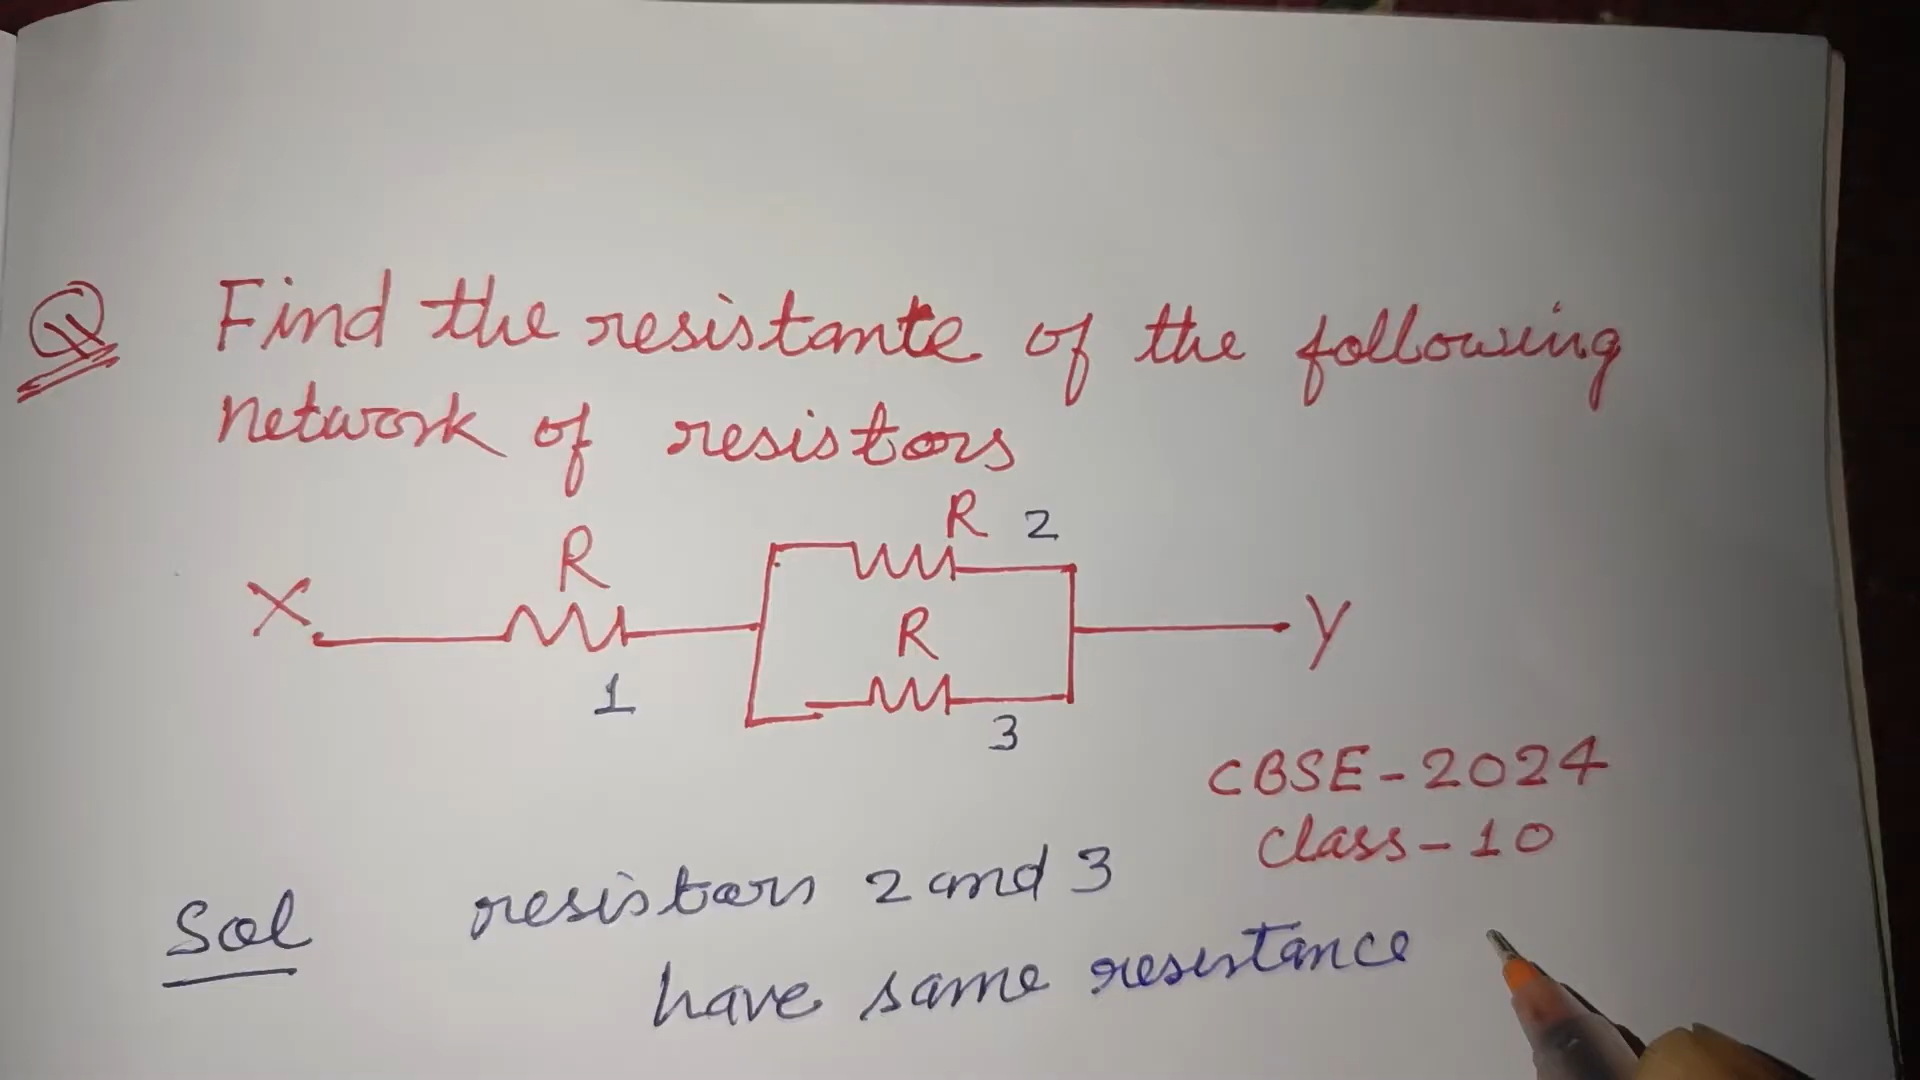 Q Find the resistante of the following
network of resistors
R 2
R
X
R
Y
1
3
CBSE-2024
Class-10
Sol resistors 2 and 3
have same resistance